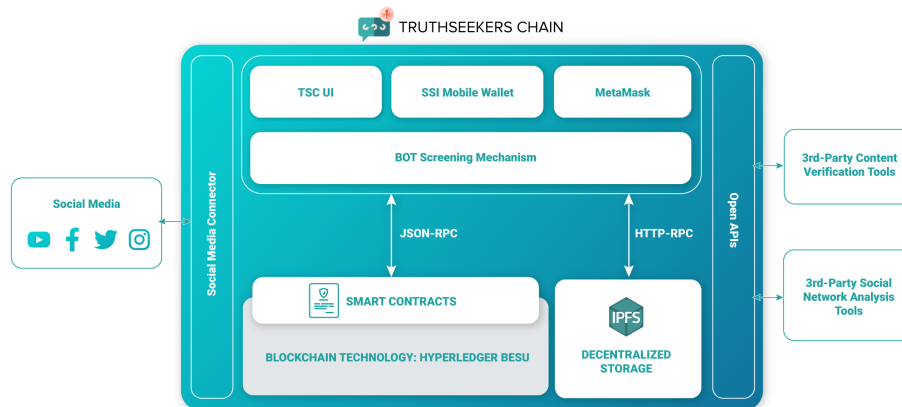 TRUTHSEEKERS CHAIN
TSC UI
SSI Mobile Wallet
MetaMask
BOT Screening Mechanism
Social Media
Social Media Connector
JSON-RPC
HTTP-RPC
Open APIs
3rd-Party Content
Verification Tools
3rd-Party Social
Network Analysis
Tools
SMART CONTRACTS
BLOCKCHAIN TECHNOLOGY: HYPERLEDGER BESU
IPFS
DECENTRALIZED
STORAGE